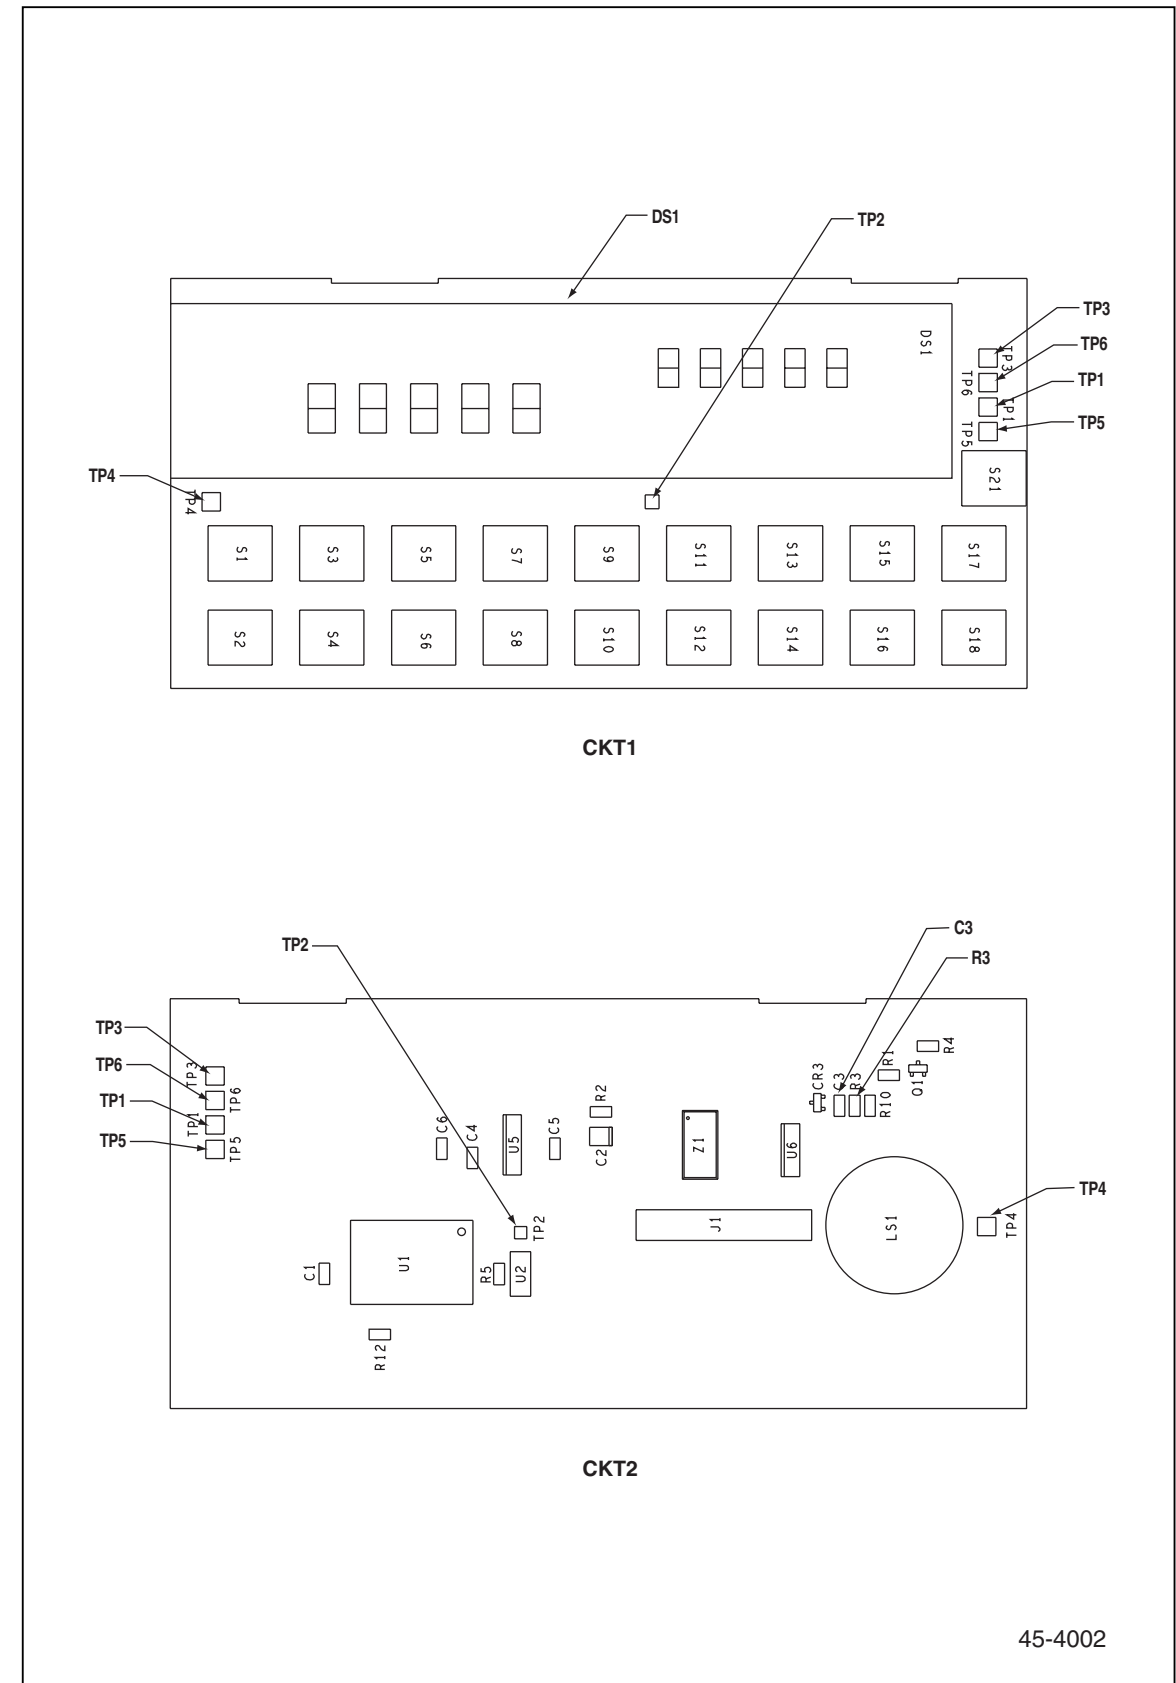 DS1
TP2
TP3
TP6
TP1
TP5
TP4
DS1
TP3
TP6
TP1
TP5
S21
TP4
S1 S3 S5 S7 S9 S11 S13 S15 S17
S2 S4 S6 S8 S10 S12 S14 S16 S18
CKT1
C3
R3
TP2
TP3
TP6
TP1
TP5
TP4
TP3
TP6
TP1
TP5
C6
C4
U5
C5
R2
C2
Z1
U6
CR3
C3
R3
R10
R1
Q1
R4
TP2
J1
LS1
TP4
C1
U1
R5
U2
R12
CKT2
45-4002